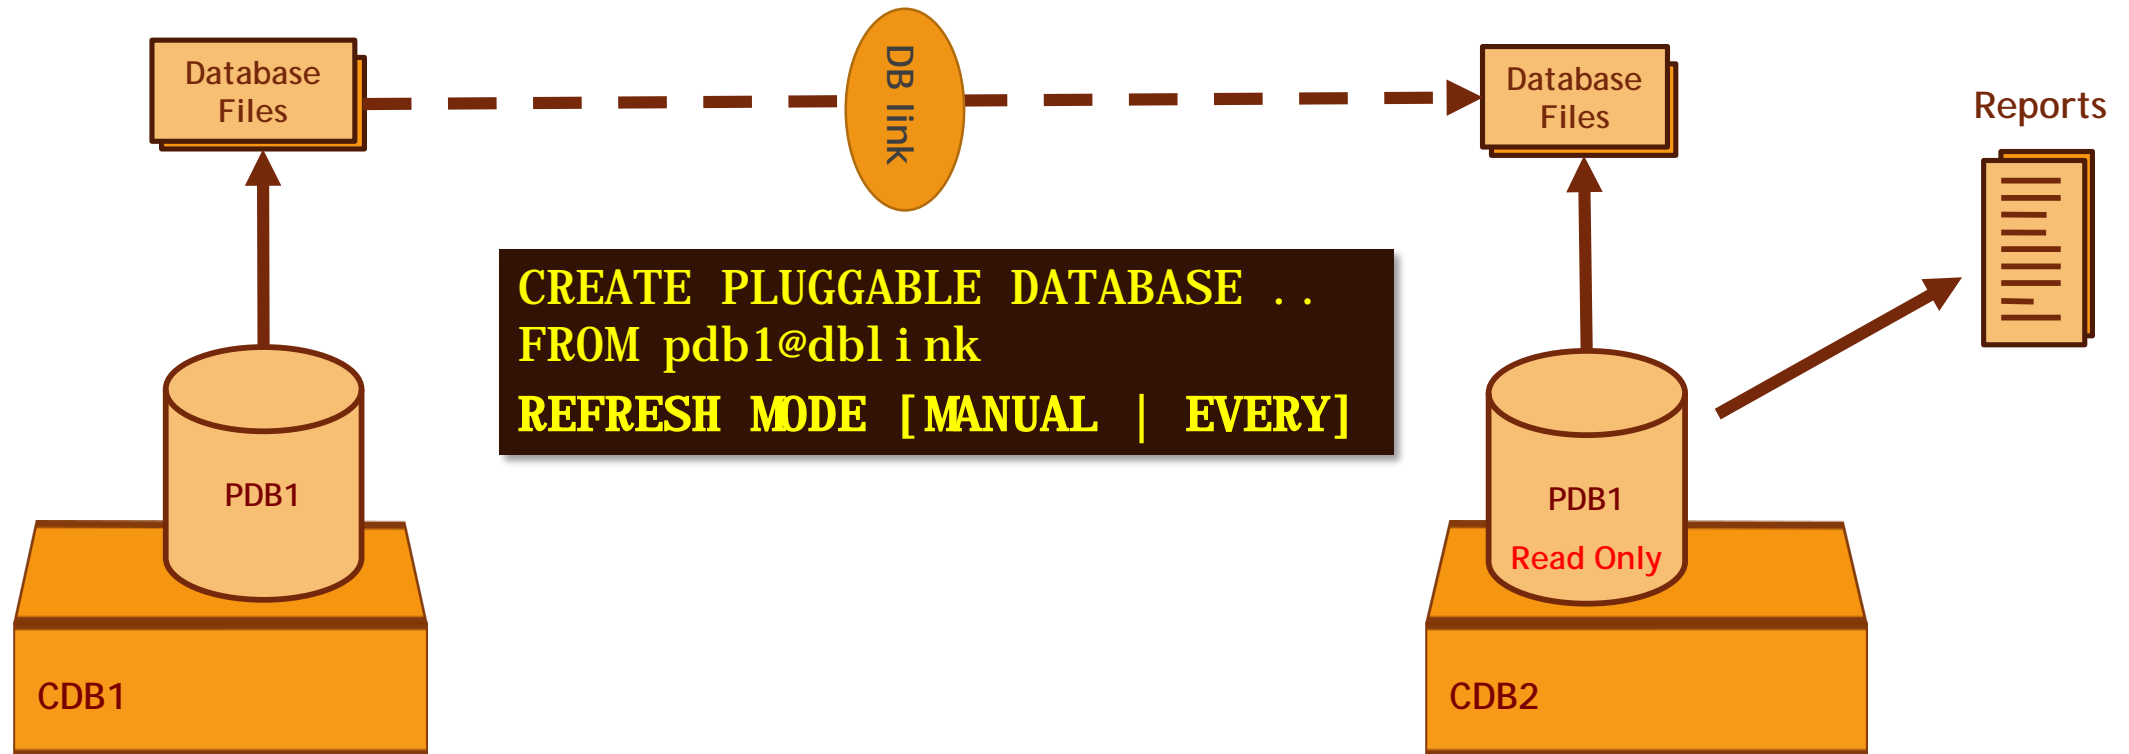 Database
Files
DB link
Database
Files
Reports
CREATE PLUGGABLE DATABASE ..
FROM pdb1@dblink
REFRESH MODE [MANUAL | EVERY]
PDB1
PDB1
Read Only
CDB1
CDB2